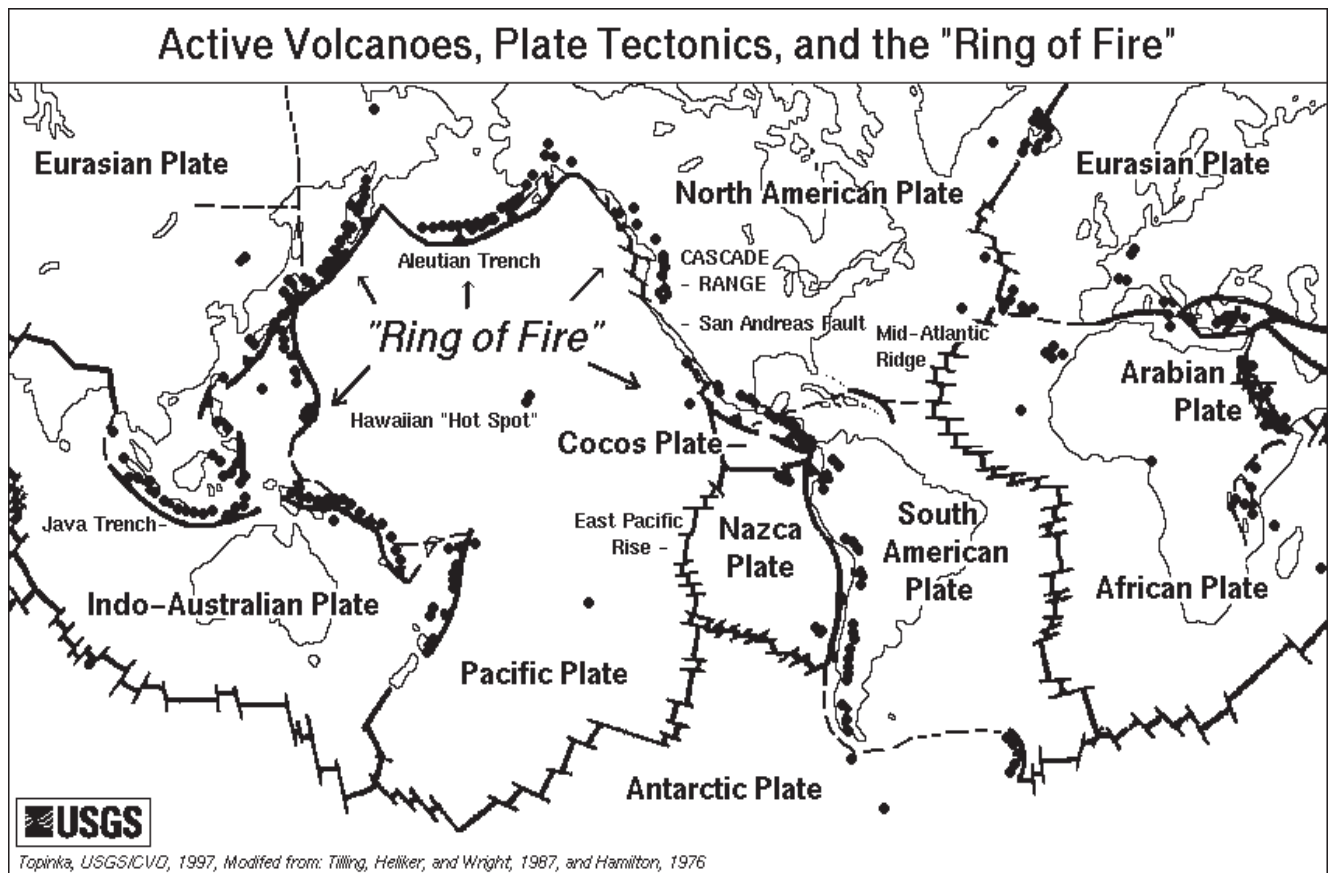 Active Volcanoes, Plate Tectonics, and the "Ring of Fire"
Eurasian Plate
North American Plate
Eurasian Plate
Aleutian Trench
CASCADE
- RANGE
"Ring of Fire"
- San Andreas Fault
Mid-Atlantic
Ridge
Arabian
Plate
Hawaiian "Hot Spot"
Cocos Plate
Java Trench
East Pacific
Rise -
Nazca
Plate
South
American
Plate
Indo-Australian Plate
African Plate
Pacific Plate
Antarctic Plate
USGS
Topinka, USGS/CVO, 1997, Modifed from: Tilling, Heliker, and Wright, 1987, and Hamilton, 1976